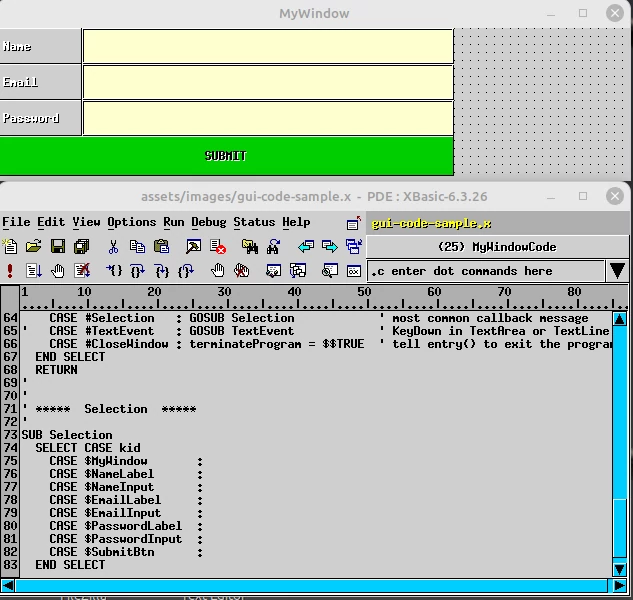 MyWindow
Name
Email
Password
SUBMIT
assets/images/gui-code-sample.x - PDE : XBasic-6.3.26
File Edit View Options Run Debug Status Help
gui-code-sample.x
(25) MyWindowCode
.c enter dot commands here
1 10 20 30 40 50 60 70 80
64 CASE #Selection : GOSUB Selection ' most common callback message
65 ' CASE #TextEvent : GOSUB TextEvent ' KeyDown in TextArea or TextLine
66 CASE #CloseWindow : terminateProgram = $$TRUE ' tell entry() to exit the progra
67 END SELECT
68 RETURN
69 '
70 '
71 ' ***** Selection *****
72 '
73 SUB Selection
74 SELECT CASE kid
75 CASE $MyWindow :
76 CASE $NameLabel :
77 CASE $NameInput :
78 CASE $EmailLabel :
79 CASE $EmailInput :
80 CASE $PasswordLabel :
81 CASE $PasswordInput :
82 CASE $SubmitBtn :
83 END SELECT